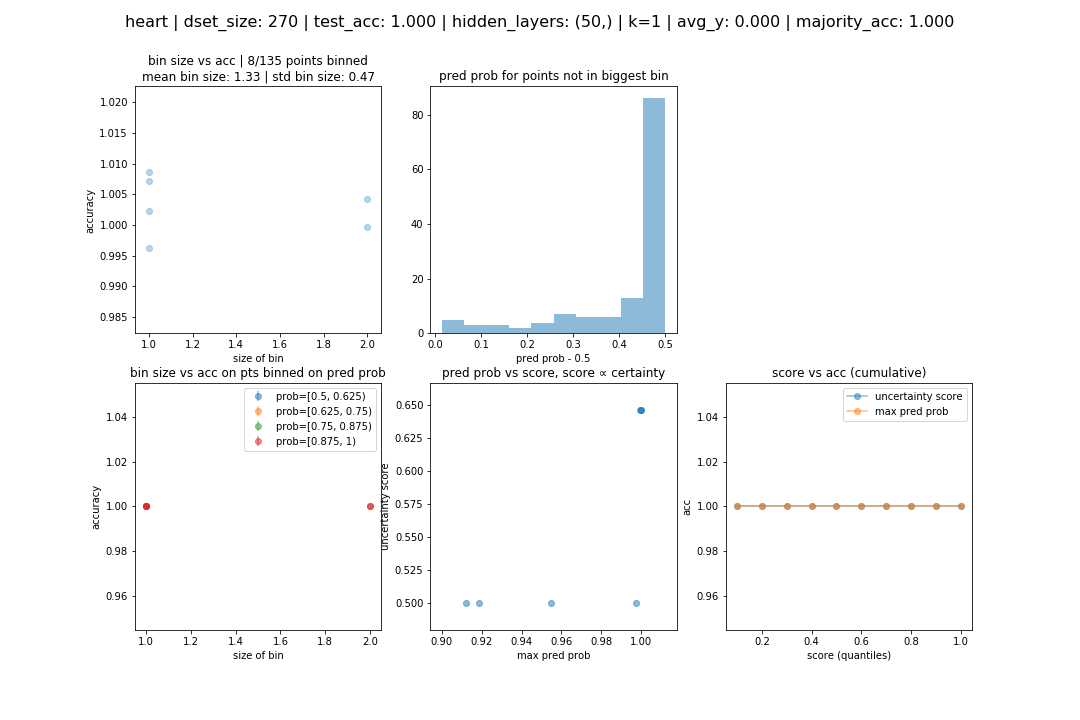 heart | dset_size: 270 | test_acc: 1.000 | hidden_layers: (50,) | k=1 | avg_y: 0.000 | majority_acc: 1.000
bin size vs acc | 8/135 points binned
mean bin size: 1.33 | std bin size: 0.47
1.020
1.015
1.010
1.005
1.000
0.995
0.990
0.985
accuracy
1.0 1.2 1.4 1.6 1.8 2.0
size of bin
pred prob for points not in biggest bin
80
60
40
20
0
0.0 0.1 0.2 0.3 0.4 0.5
pred prob - 0.5
bin size vs acc on pts binned on pred prob
prob=[0.5, 0.625)
prob=[0.625, 0.75)
prob=[0.75, 0.875)
prob=[0.875, 1)
1.04
1.02
1.00
0.98
0.96
accuracy
1.0 1.2 1.4 1.6 1.8 2.0
size of bin
pred prob vs score, score ∝ certainty
0.650
0.625
0.600
0.575
0.550
0.525
0.500
uncertainty score
0.90 0.92 0.94 0.96 0.98 1.00
max pred prob
score vs acc (cumulative)
uncertainty score
max pred prob
1.04
1.02
1.00
0.98
0.96
acc
0.2 0.4 0.6 0.8 1.0
score (quantiles)